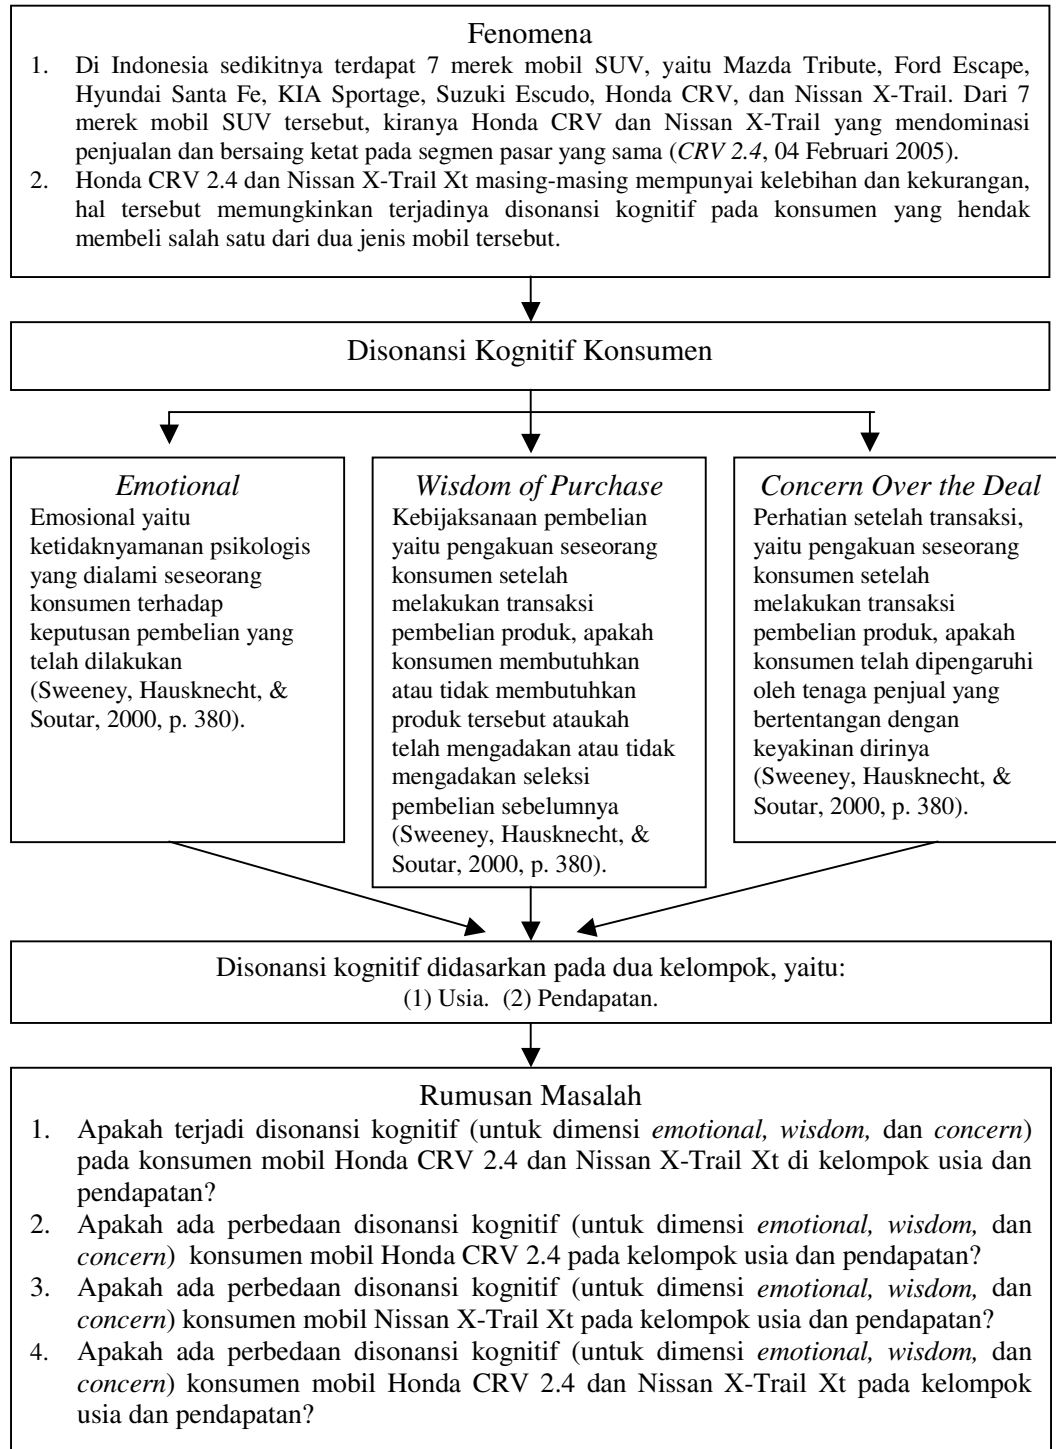 Fenomena
1. Di Indonesia sedikitnya terdapat 7 merek mobil SUV, yaitu Mazda Tribute, Ford Escape,
Hyundai Santa Fe, KIA Sportage, Suzuki Escudo, Honda CRV, dan Nissan X-Trail. Dari 7
merek mobil SUV tersebut, kiranya Honda CRV dan Nissan X-Trail yang mendominasi
penjualan dan bersaing ketat pada segmen pasar yang sama (CRV 2.4, 04 Februari 2005).
2. Honda CRV 2.4 dan Nissan X-Trail Xt masing-masing mempunyai kelebihan dan kekurangan,
hal tersebut memungkinkan terjadinya disonansi kognitif pada konsumen yang hendak
membeli salah satu dari dua jenis mobil tersebut.
Disonansi Kognitif Konsumen
Emotional
Emosional yaitu
ketidaknyamanan psikologis
yang dialami seseorang
konsumen terhadap
keputusan pembelian yang
telah dilakukan
(Sweeney, Hausknecht, &
Soutar, 2000, p. 380).
Wisdom of Purchase
Kebijaksanaan pembelian
yaitu pengakuan seseorang
konsumen setelah
melakukan transaksi
pembelian produk, apakah
konsumen membutuhkan
atau tidak membutuhkan
produk tersebut ataukah
telah mengadakan atau tidak
mengadakan seleksi
pembelian sebelumnya
(Sweeney, Hausknecht, &
Soutar, 2000, p. 380).
Concern Over the Deal
Perhatian setelah transaksi,
yaitu pengakuan seseorang
konsumen setelah
melakukan transaksi
pembelian produk, apakah
konsumen telah dipengaruhi
oleh tenaga penjual yang
bertentangan dengan
keyakinan dirinya
(Sweeney, Hausknecht, &
Soutar, 2000, p. 380).
Disonansi kognitif didasarkan pada dua kelompok, yaitu:
(1) Usia. (2) Pendapatan.
Rumusan Masalah
1. Apakah terjadi disonansi kognitif (untuk dimensi emotional, wisdom, dan concern)
pada konsumen mobil Honda CRV 2.4 dan Nissan X-Trail Xt di kelompok usia dan
pendapatan?
2. Apakah ada perbedaan disonansi kognitif (untuk dimensi emotional, wisdom, dan
concern) konsumen mobil Honda CRV 2.4 pada kelompok usia dan pendapatan?
3. Apakah ada perbedaan disonansi kognitif (untuk dimensi emotional, wisdom, dan
concern) konsumen mobil Nissan X-Trail Xt pada kelompok usia dan pendapatan?
4. Apakah ada perbedaan disonansi kognitif (untuk dimensi emotional, wisdom, dan
concern) konsumen mobil Honda CRV 2.4 dan Nissan X-Trail Xt pada kelompok
usia dan pendapatan?